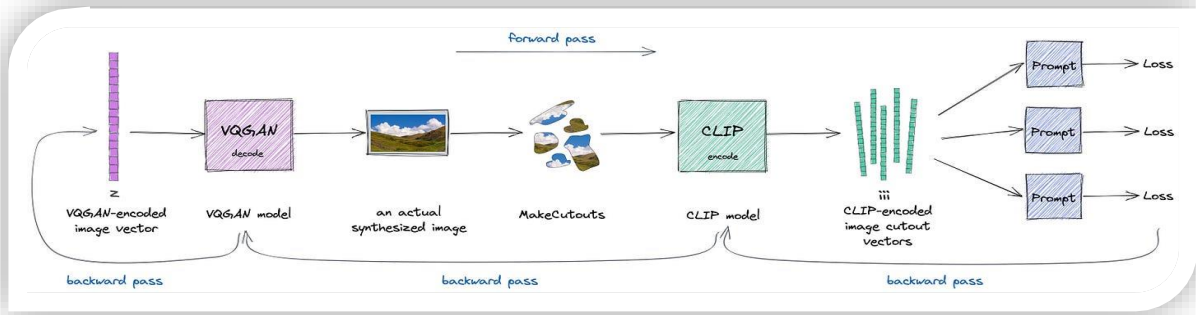 forward pass
Prompt
Loss
VQGAN
decode
CLIP
encode
Prompt
Loss
Prompt
Loss
z
VQGAN-encoded
image vector
VQGAN model
an actual
synthesized image
MakeCutouts
CLIP model
iii
CLIP-encoded
image cutout
vectors
backward pass
backward pass
backward pass